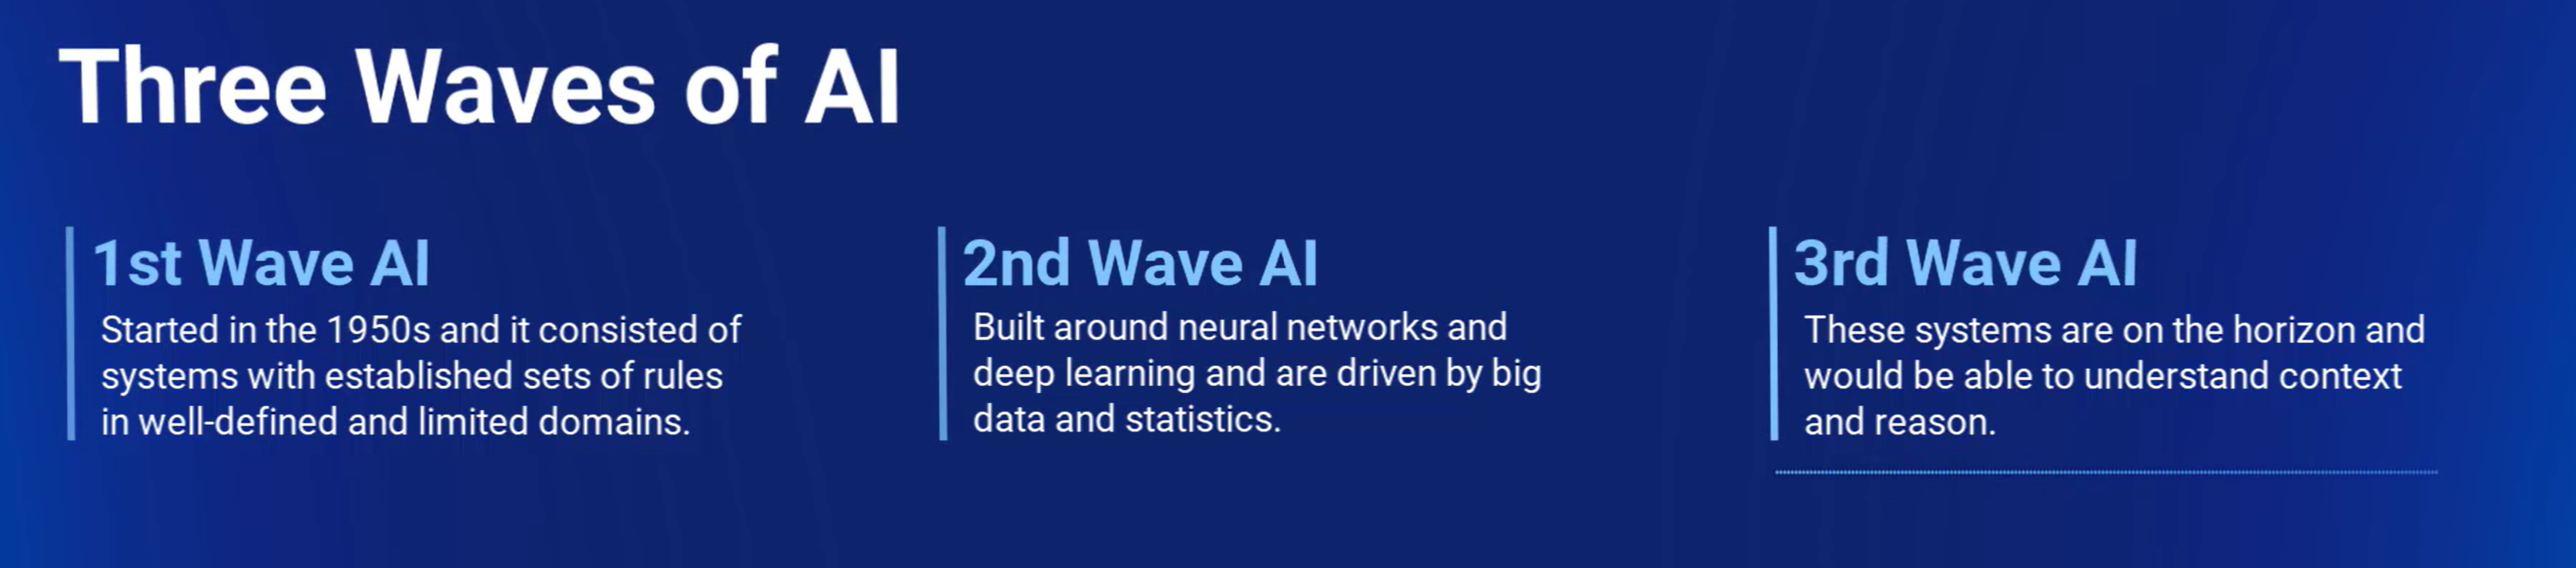 Three Waves of AI
1st Wave AI
Started in the 1950s and it consisted of
systems with established sets of rules
in well-defined and limited domains.
2nd Wave AI
Built around neural networks and
deep learning and are driven by big
data and statistics.
3rd Wave AI
These systems are on the horizon and
would be able to understand context
and reason.